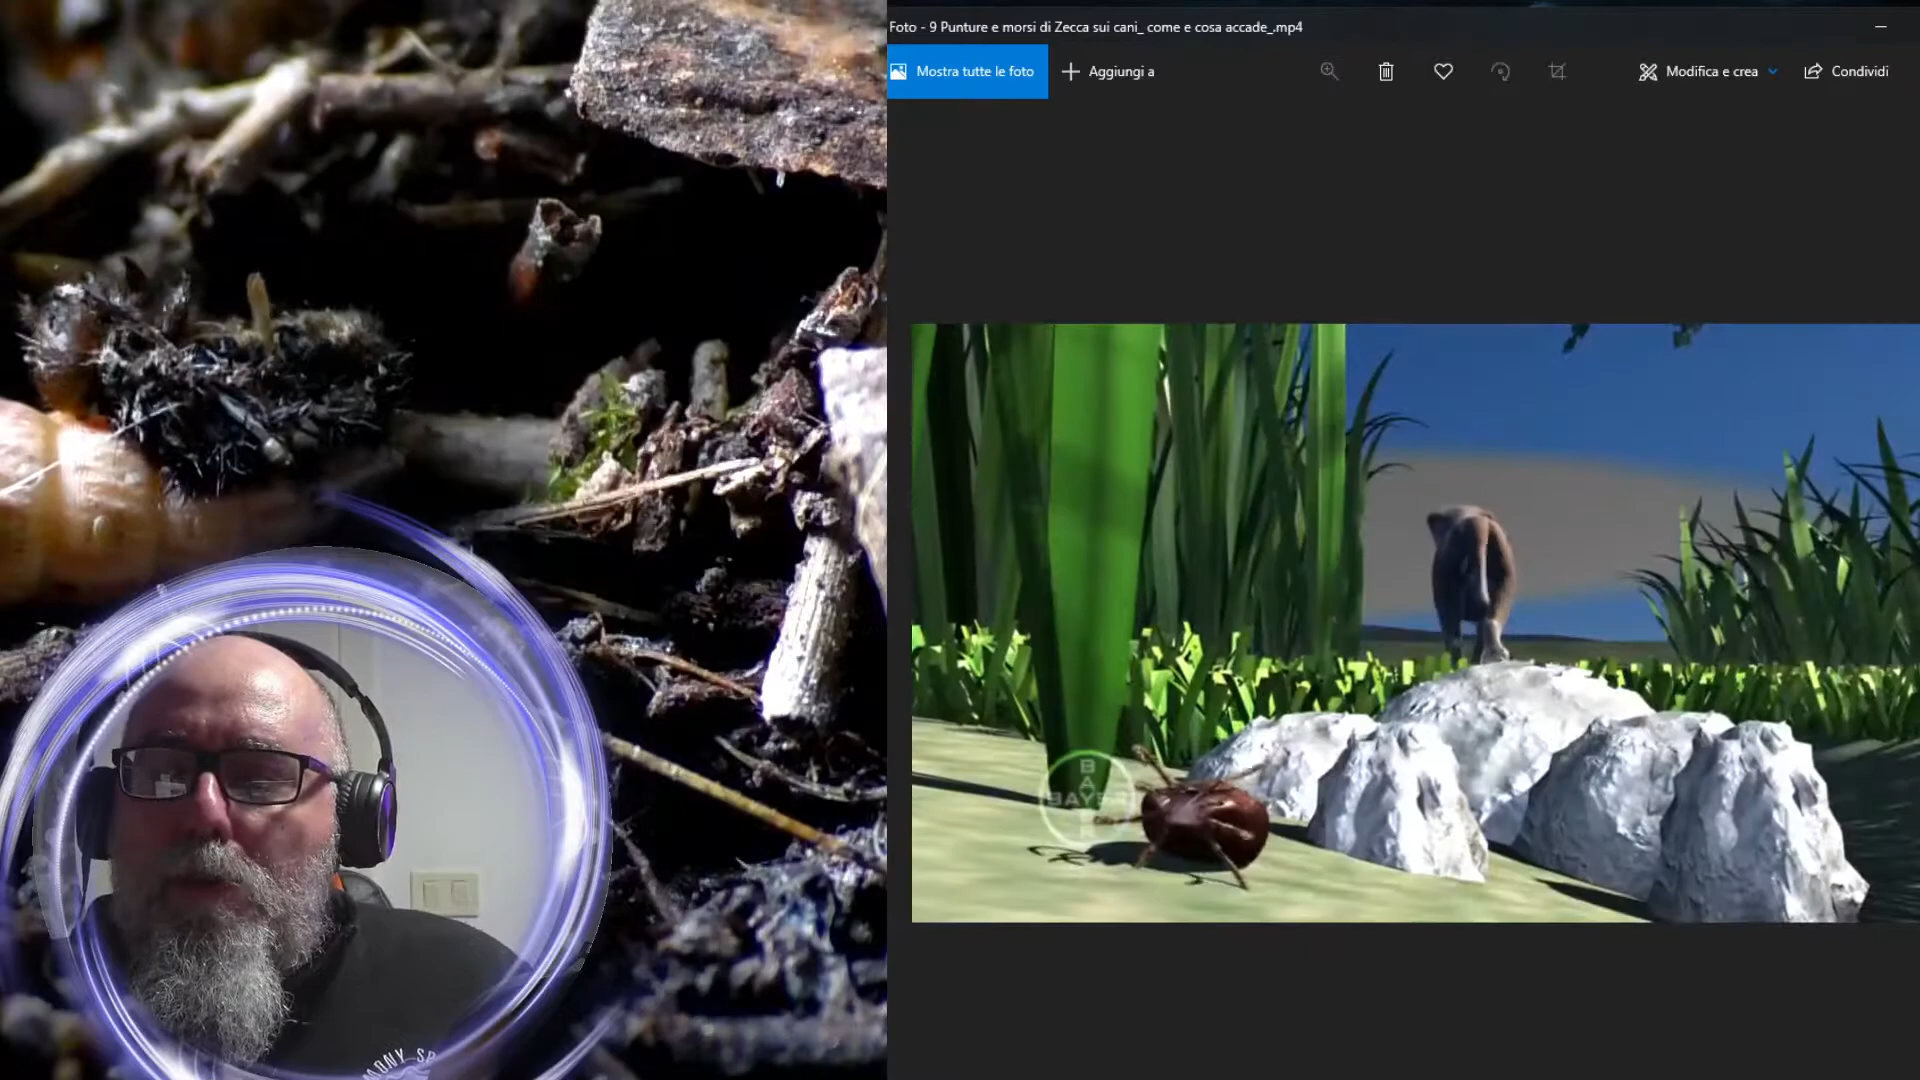 Foto - 9 Punture e morsi di Zecca sui cani_ come e cosa accade_.mp4
Mostra tutte le foto
Aggiungi a
Modifica e crea
Condividi
BAYER
BAYER